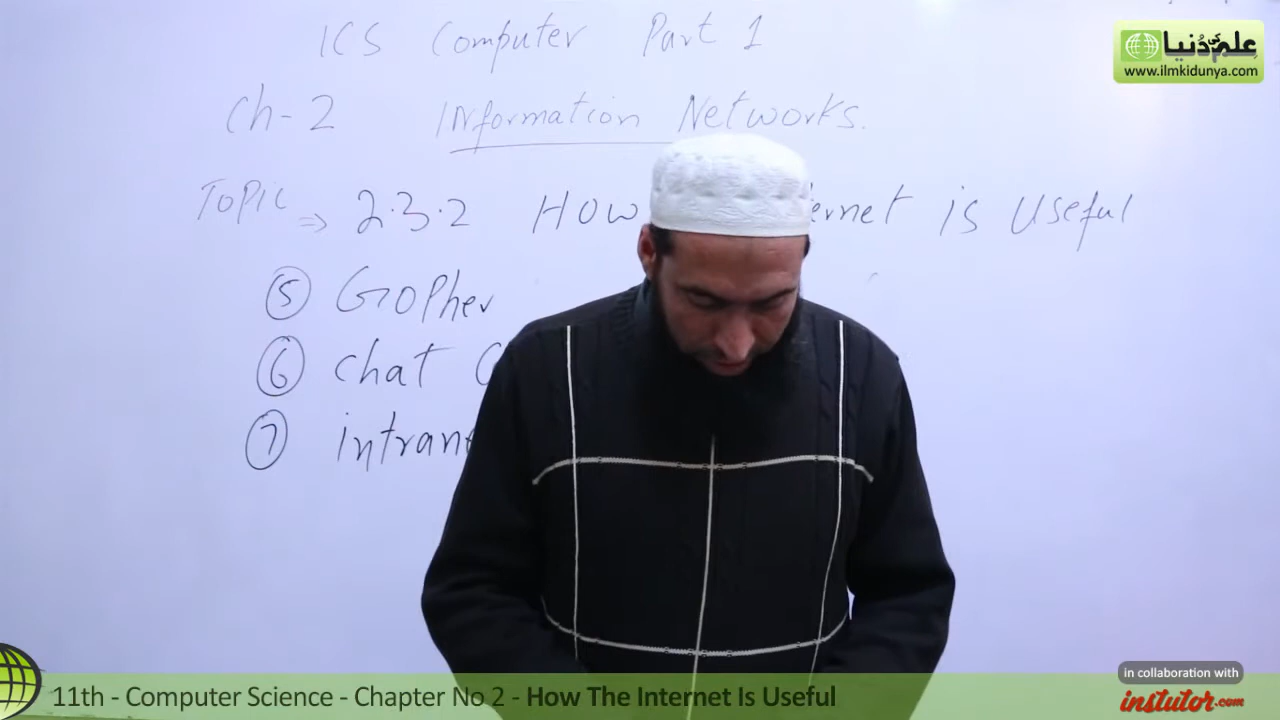 ICS Computer Part 1
علم کی دُنیا
www.ilmkidunya.com
Ch-2 Information Networks.
Topic ⇒ 2.3.2 How ernet is Useful
⑤ Gopher
⑥ chat
⑦ intran
in collaboration with
instutor.com
11th - Computer Science - Chapter No 2 - How The Internet Is Useful